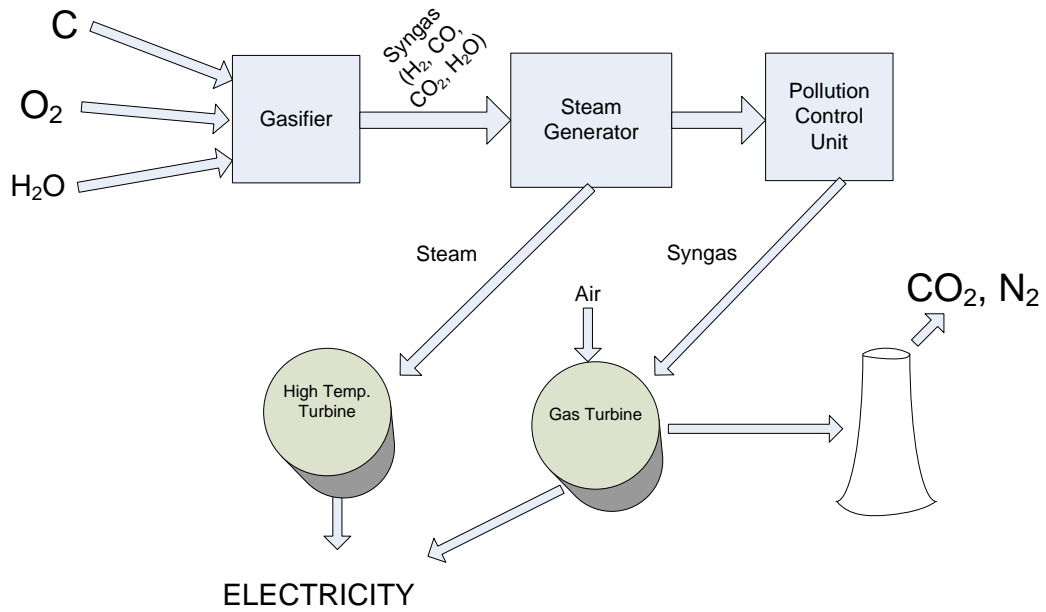 C
O₂
H₂O
Gasifier
Syngas
(H₂, CO,
CO₂, H₂O)
Steam
Generator
Pollution
Control
Unit
Steam
Syngas
Air
CO₂, N₂
High Temp.
Turbine
Gas Turbine
ELECTRICITY